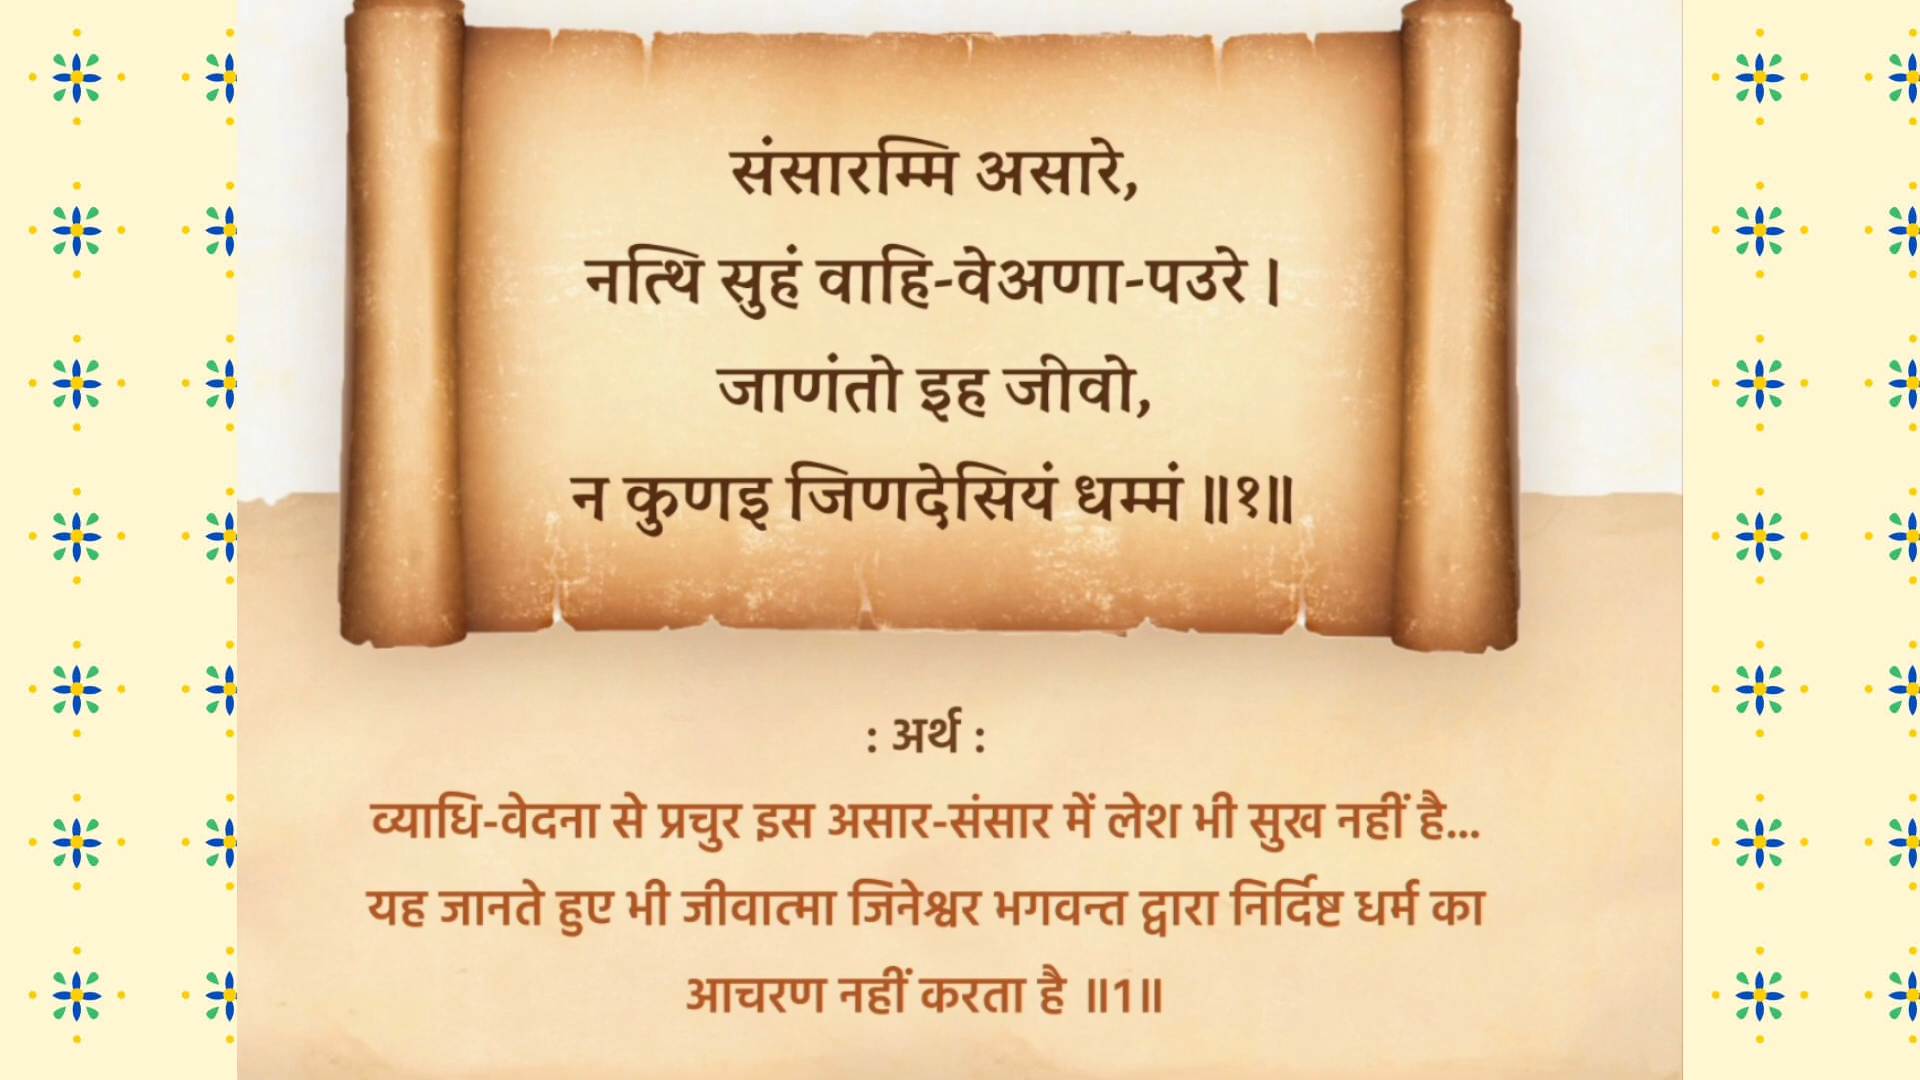 संसारम्मि असारे,
नत्थि सुहं वाहि-वेअणा-पउरे ।
जाणंतो इह जीवो,
न कुणइ जिणदेसियं धम्मं ॥१॥
: अर्थ :
व्याधि-वेदना से प्रचुर इस असार-संसार में लेश भी सुख नहीं है...
यह जानते हुए भी जीवात्मा जिनेश्वर भगवन्त द्वारा निर्दिष्ट धर्म का
आचरण नहीं करता है ॥1॥